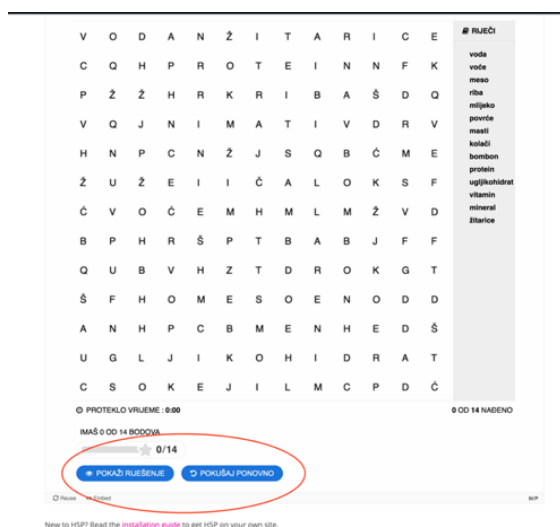 V O D A N Ž I T A R I C E
C Q H P R O T E I N N F K
P Ž Ž H R K R I B A Š D Q
V Q J N I M A T I V D R V
H N P C N Ž J S Q B Ć M E
Ž U Ž E I I Č A L O K S F
Ć V O Ć E M H M L M Ž V D
B P H R Š P T B A B J F F
Q U B V H Z T D R O K G T
Š F H O M E S O E N O D D
A N H P C B M E N H E D Š
U G L J I K O H I D R A T
C S O K E J I L M C P D Ć
RIJEČI
voda
voće
meso
riba
mlijeko
povrće
masti
kolači
bombon
protein
ugljikohidrat
vitamin
mineral
žitarice
PROTEKLO VRIJEME : 0:00
0 OD 14 NAĐENO
IMAŠ 0 OD 14 BODOVA
0/14
POKAŽI RIJEŠENJE
POKUŠAJ PONOVNO
Reuse
Embed
New to H5P? Read the installation guide to get H5P on your own site.